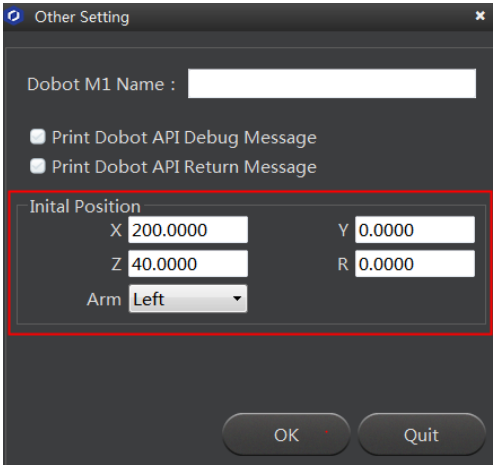 Other Setting
Dobot M1 Name :
Print Dobot API Debug Message
Print Dobot API Return Message
Inital Position
X 200.0000 Y 0.0000
Z 40.0000 R 0.0000
Arm Left
OK Quit